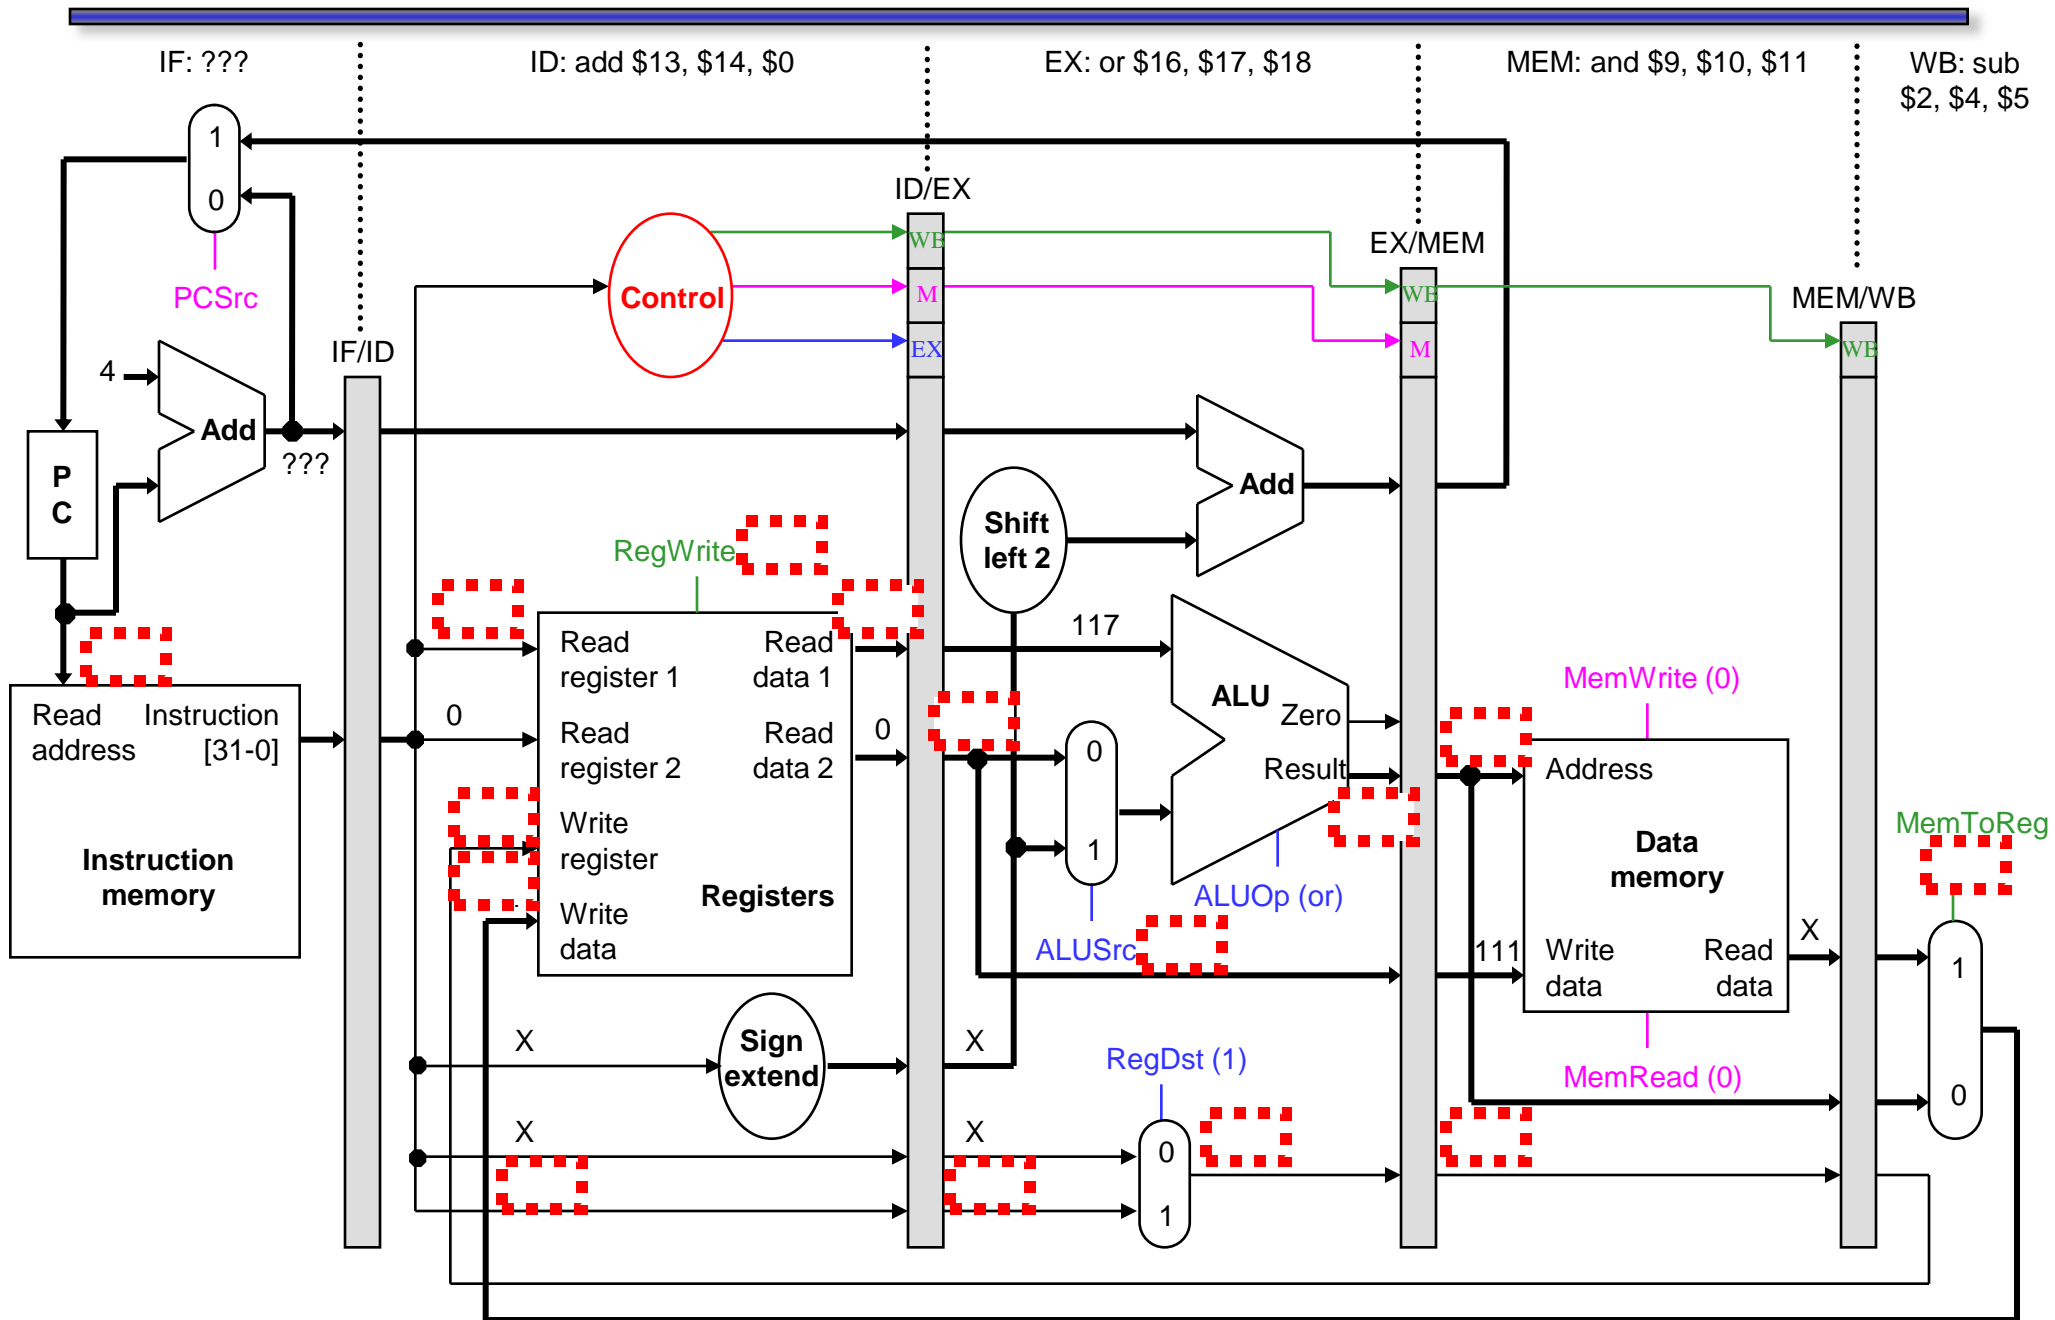 IF: ???
ID: add $13, $14, $0
EX: or $16, $17, $18
MEM: and $9, $10, $11
WB: sub
$2, $4, $5
1
0
PCSrc
ID/EX
WB
M
EX
Control
EX/MEM
WB
M
MEM/WB
WB
IF/ID
4
Add
???
P
C
Add
Shift
left 2
RegWrite
Read
register 1
Read
data 1
117
0
Read
register 2
Read
data 2
0
Write
register
Registers
Write
data
Read
address
Instruction
[31-0]
Instruction
memory
ALU
Zero
Result
0
1
ALUOp (or)
ALUSrc
MemWrite (0)
Address
Data
memory
111
Write
data
Read
data
X
MemRead (0)
MemToReg
1
0
X
Sign
extend
X
RegDst (1)
X
X
0
1